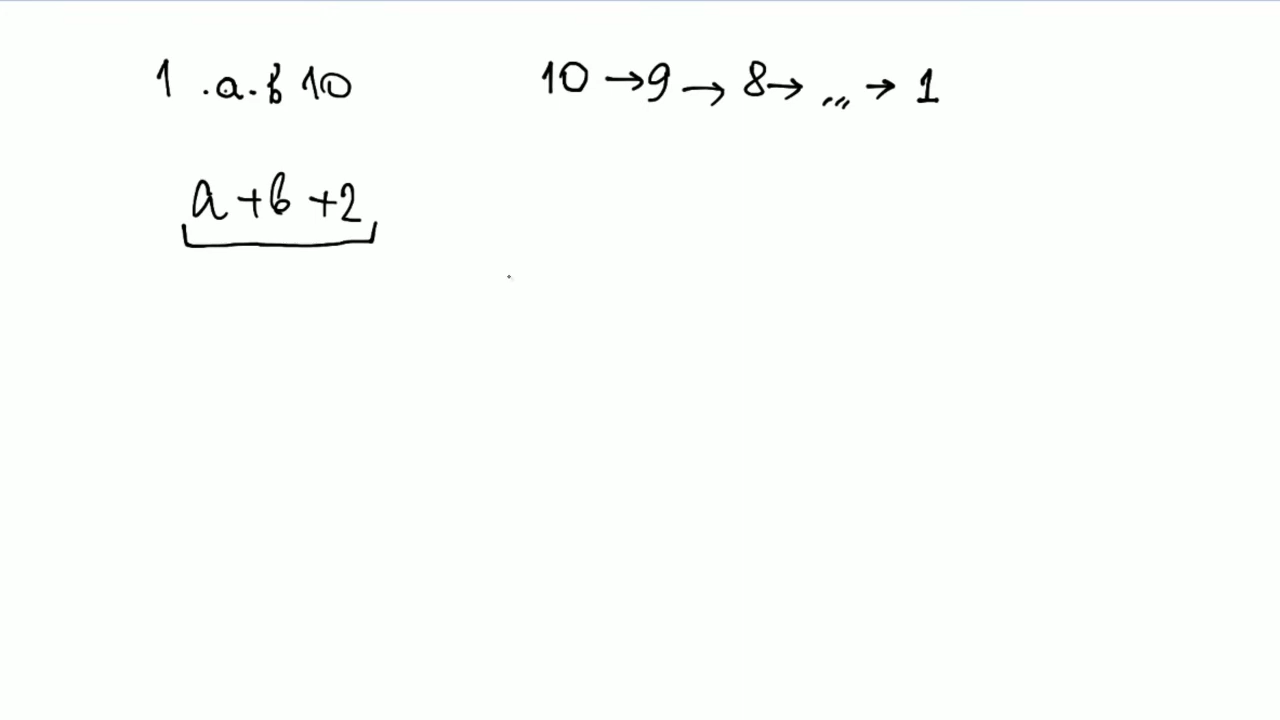 1 .a.b 10 10 → 9 → 8 → ... → 1
a + b + 2